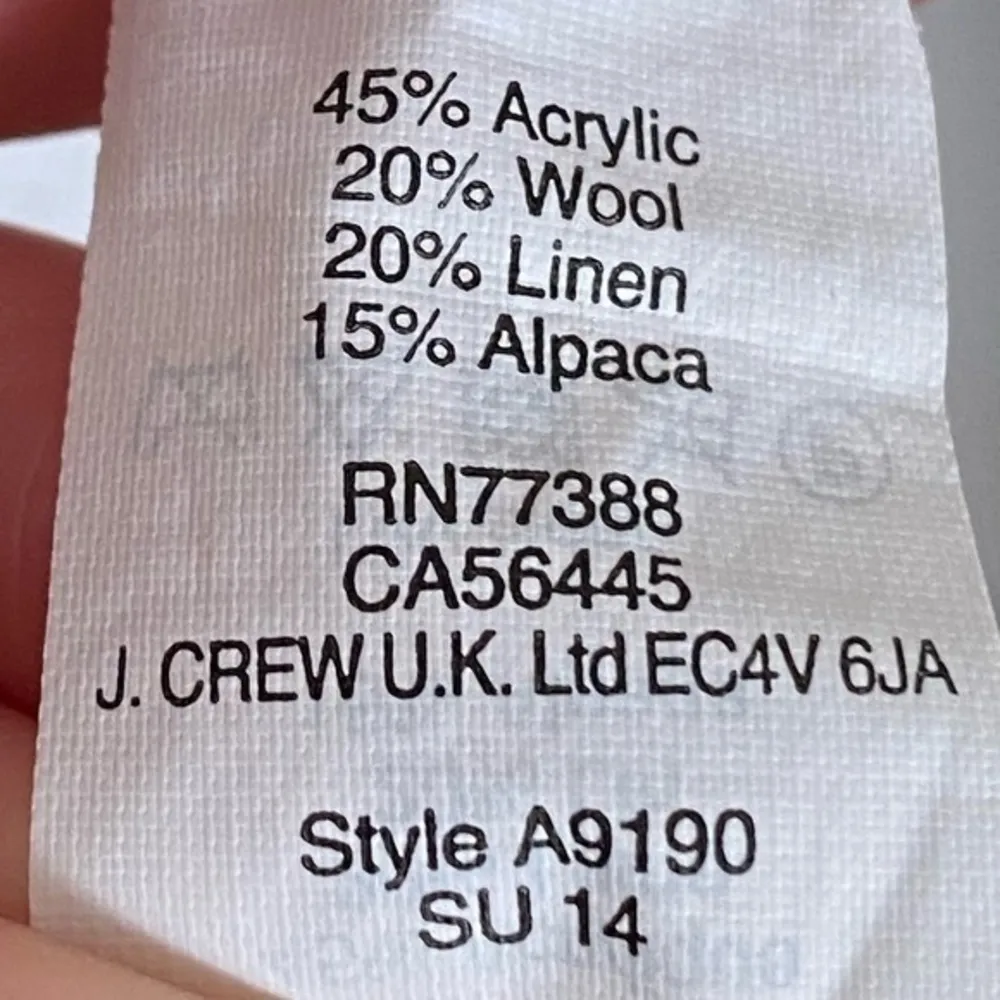 45% Acrylic
20% Wool
20% Linen
15% Alpaca
RN77388
CA56445
J. CREW U.K. Ltd EC4V 6JA
Style A9190
SU 14